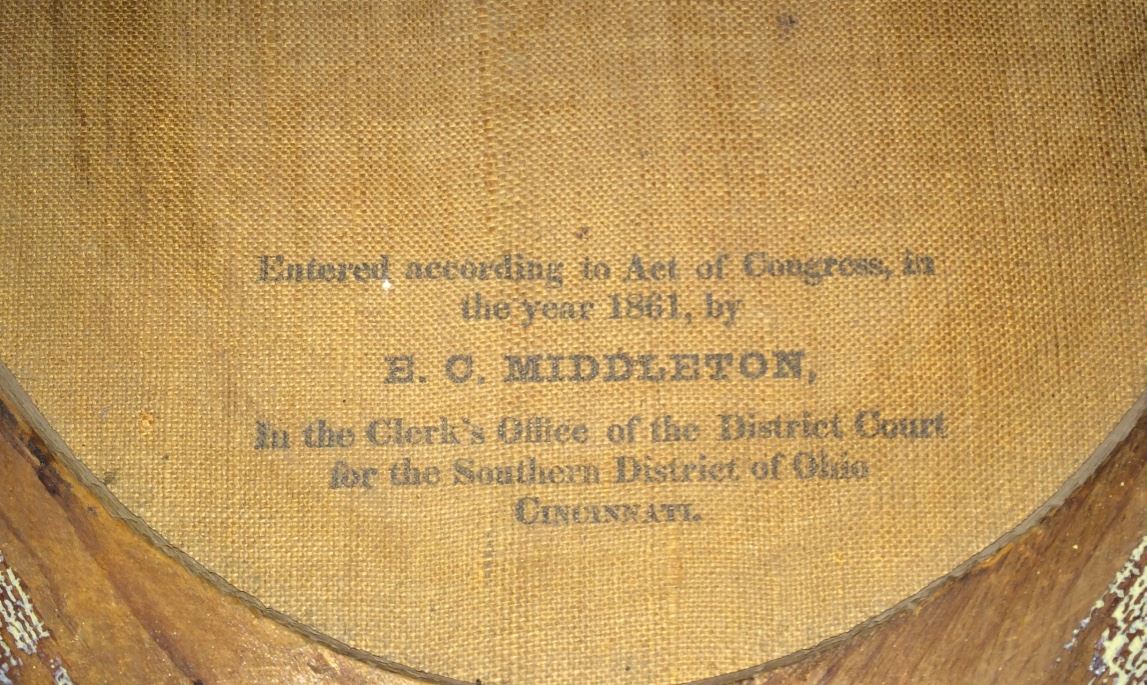 Entered according to Act of Congress, in
the year 1861, by
E. C. MIDDLETON,
In the Clerk's Office of the District Court
for the Southern District of Ohio
CINCINNATI.